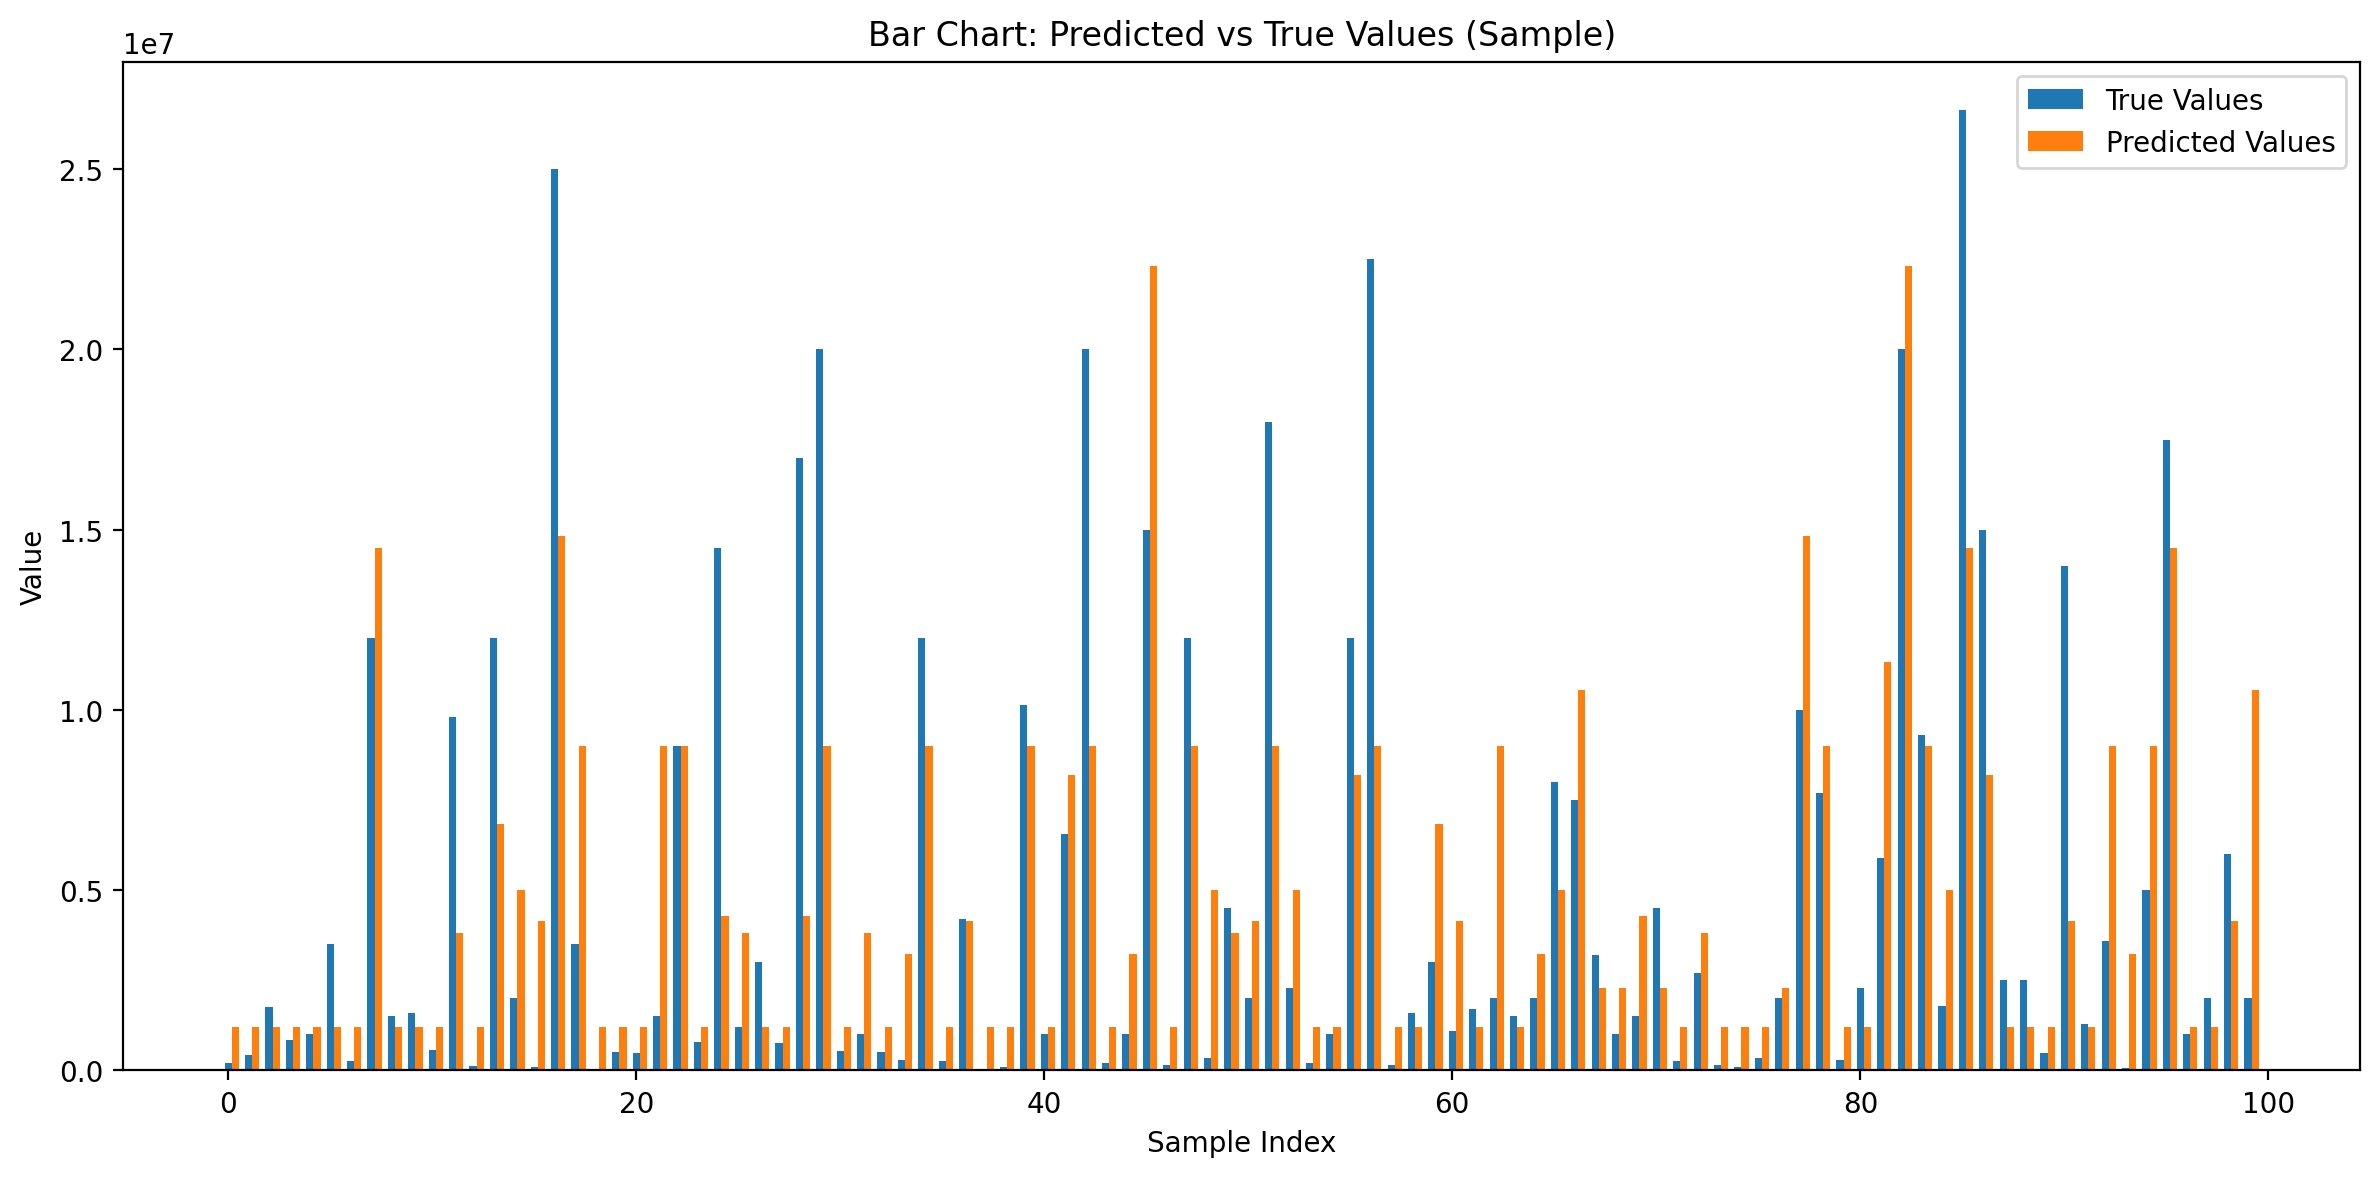 Bar Chart: Predicted vs True Values (Sample)
1e7
True Values
Predicted Values
2.5
2.0
1.5
1.0
0.5
0.0
Value
0 20 40 60 80 100
Sample Index